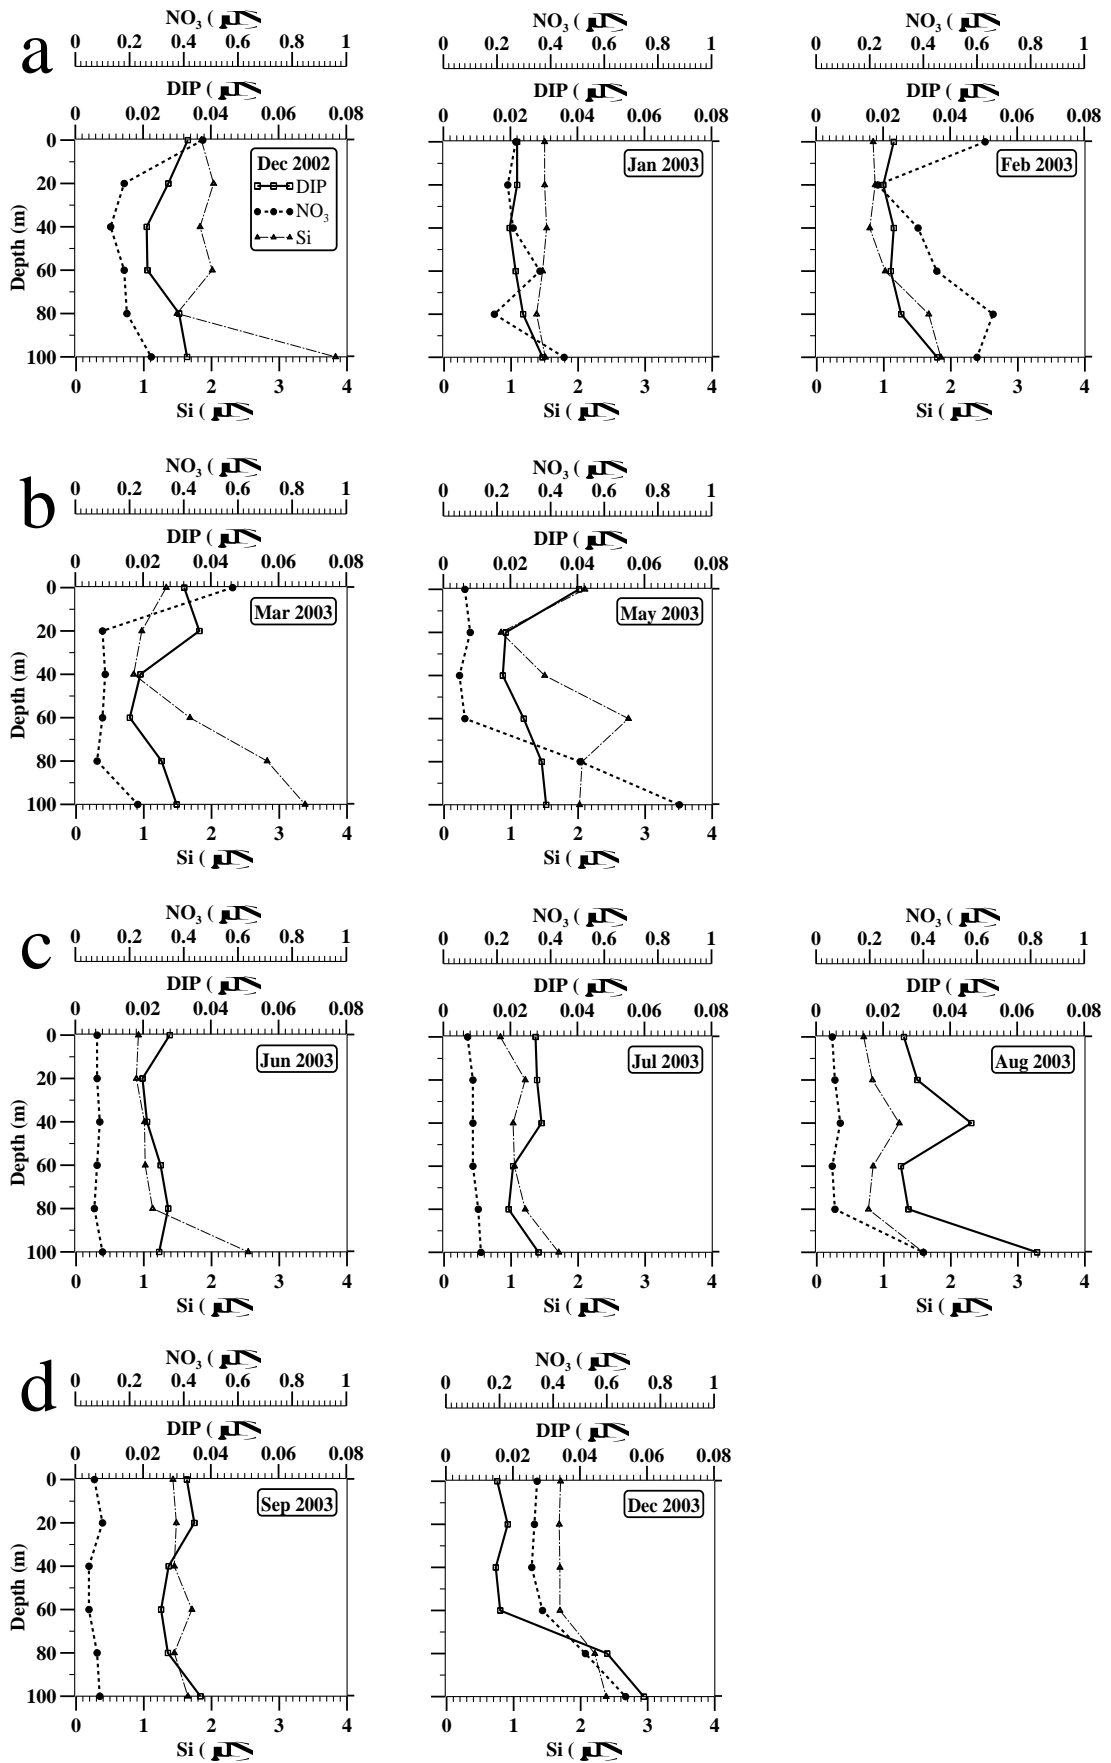 a
NO3 (
0 0.2 0.4 0.6 0.8 1
DIP (
0 0.02 0.04 0.06 0.08
Dec 2002
DIP
NO3
Si
0
20
40
60
80
100
Depth (m)
0 1 2 3 4
Si (
NO3 (
0 0.2 0.4 0.6 0.8 1
DIP (
0 0.02 0.04 0.06 0.08
Jan 2003
0 1 2 3 4
Si (
NO3 (
0 0.2 0.4 0.6 0.8 1
DIP (
0 0.02 0.04 0.06 0.08
Feb 2003
0 1 2 3 4
Si (
b
NO3 (
0 0.2 0.4 0.6 0.8 1
DIP (
0 0.02 0.04 0.06 0.08
Mar 2003
0
20
40
60
80
100
Depth (m)
0 1 2 3 4
Si (
NO3 (
0 0.2 0.4 0.6 0.8 1
DIP (
0 0.02 0.04 0.06 0.08
May 2003
0 1 2 3 4
Si (
c
NO3 (
0 0.2 0.4 0.6 0.8 1
DIP (
0 0.02 0.04 0.06 0.08
Jun 2003
0
20
40
60
80
100
Depth (m)
0 1 2 3 4
Si (
NO3 (
0 0.2 0.4 0.6 0.8 1
DIP (
0 0.02 0.04 0.06 0.08
Jul 2003
0 1 2 3 4
Si (
NO3 (
0 0.2 0.4 0.6 0.8 1
DIP (
0 0.02 0.04 0.06 0.08
Aug 2003
0 1 2 3 4
Si (
d
NO3 (
0 0.2 0.4 0.6 0.8 1
DIP (
0 0.02 0.04 0.06 0.08
Sep 2003
0
20
40
60
80
100
Depth (m)
0 1 2 3 4
Si (
NO3 (
0 0.2 0.4 0.6 0.8 1
DIP (
0 0.02 0.04 0.06 0.08
Dec 2003
0 1 2 3 4
Si (